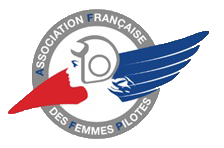 ASSOCIATION FRANÇAISE
DES FEMMES PILOTES